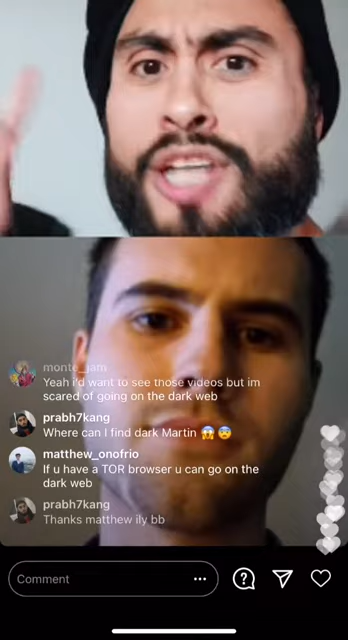 monte_jam
Yeah i'd want to see those videos but im
scared of going on the dark web
prabh7kang
Where can I find dark Martin 😱😨
matthew_onofrio
If u have a TOR browser u can go on the
dark web
prabh7kang
Thanks matthew ily bb
Comment